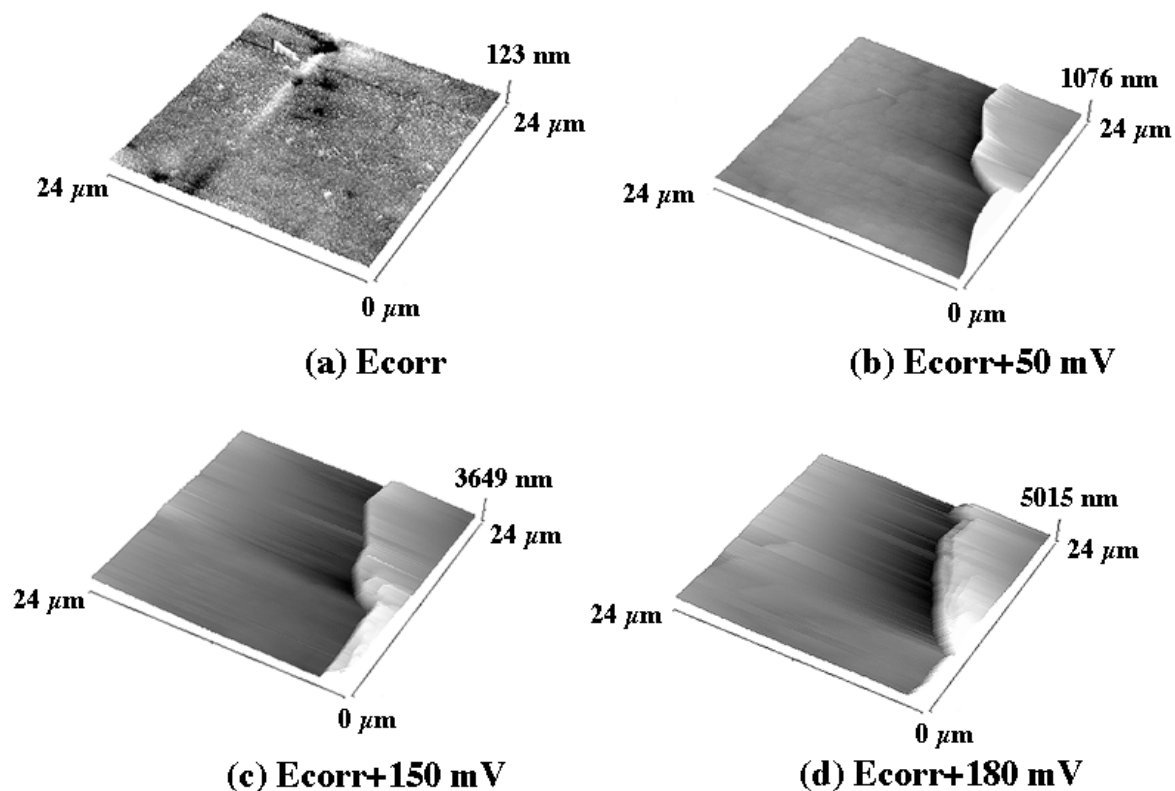 123 nm
24 µm
24 µm
0 µm
(a) Ecorr
1076 nm
24 µm
24 µm
0 µm
(b) Ecorr+50 mV
3649 nm
24 µm
24 µm
0 µm
(c) Ecorr+150 mV
5015 nm
24 µm
24 µm
0 µm
(d) Ecorr+180 mV